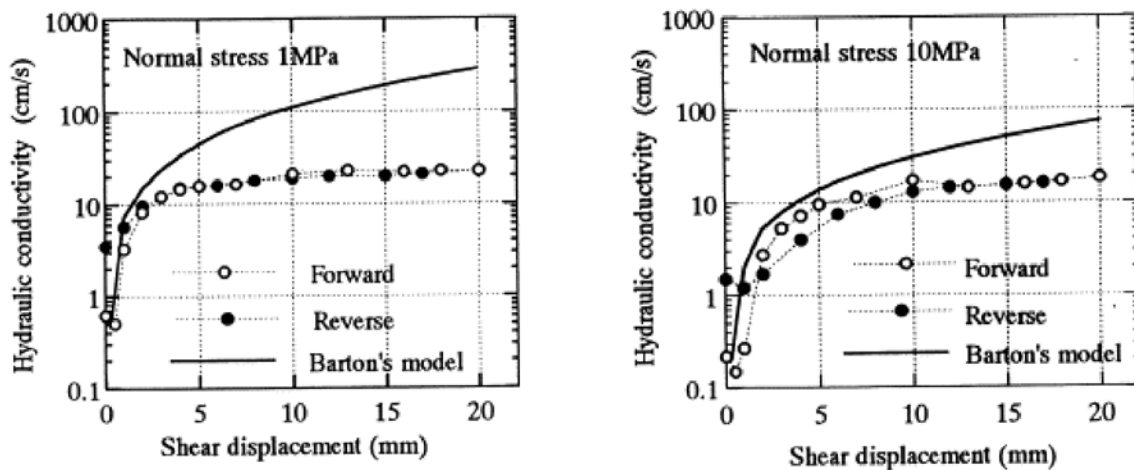 1000
Normal stress 1MPa
100
10
1
0.1
Hydraulic conductivity (cm/s)
Forward
Reverse
Barton's model
0 5 10 15 20
Shear displacement (mm)
1000
Normal stress 10MPa
100
10
1
0.1
Hydraulic conductivity (cm/s)
Forward
Reverse
Barton's model
0 5 10 15 20
Shear displacement (mm)